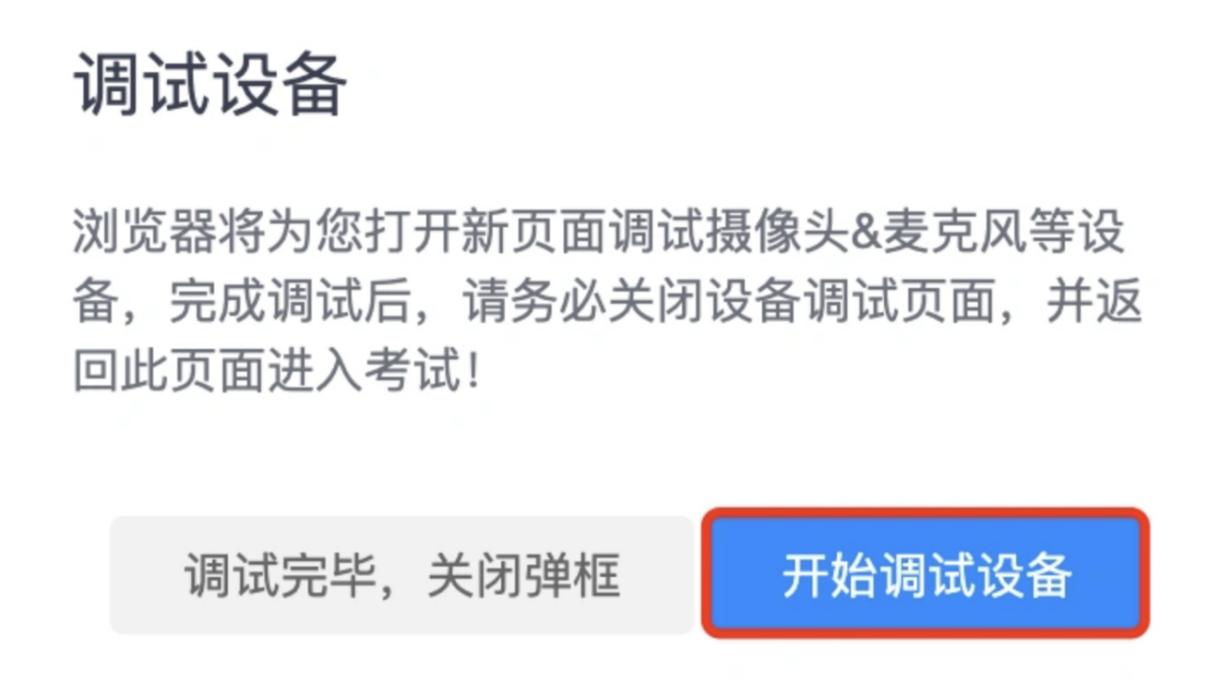 调试设备
浏览器将为您打开新页面调试摄像头&麦克风等设
备，完成调试后，请务必关闭设备调试页面，并返
回此页面进入考试！
调试完毕，关闭弹框
开始调试设备